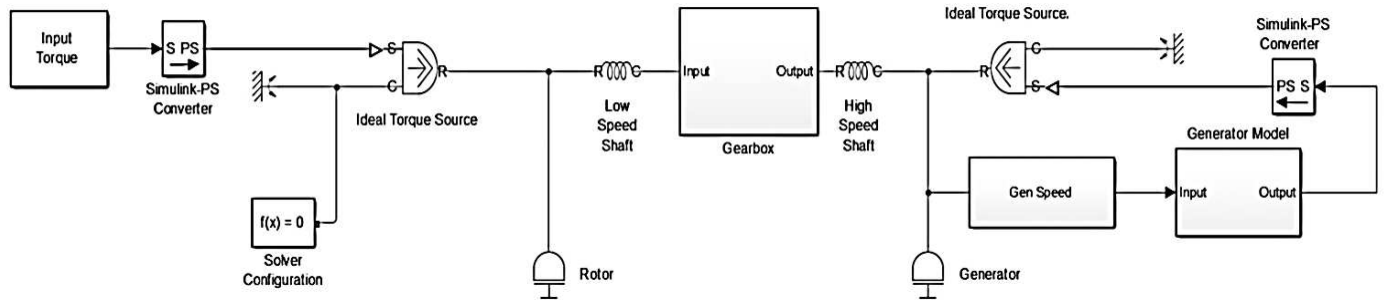 Input
Torque
S PS
Simulink-PS
Converter
S
C
R
Ideal Torque Source
f(x) = 0
Solver
Configuration
Rotor
R
C
Low
Speed
Shaft
Input
Output
Gearbox
R
C
High
Speed
Shaft
Ideal Torque Source.
R
C
S
Simulink-PS
Converter
PS S
Gen Speed
Generator Model
Input
Output
Generator